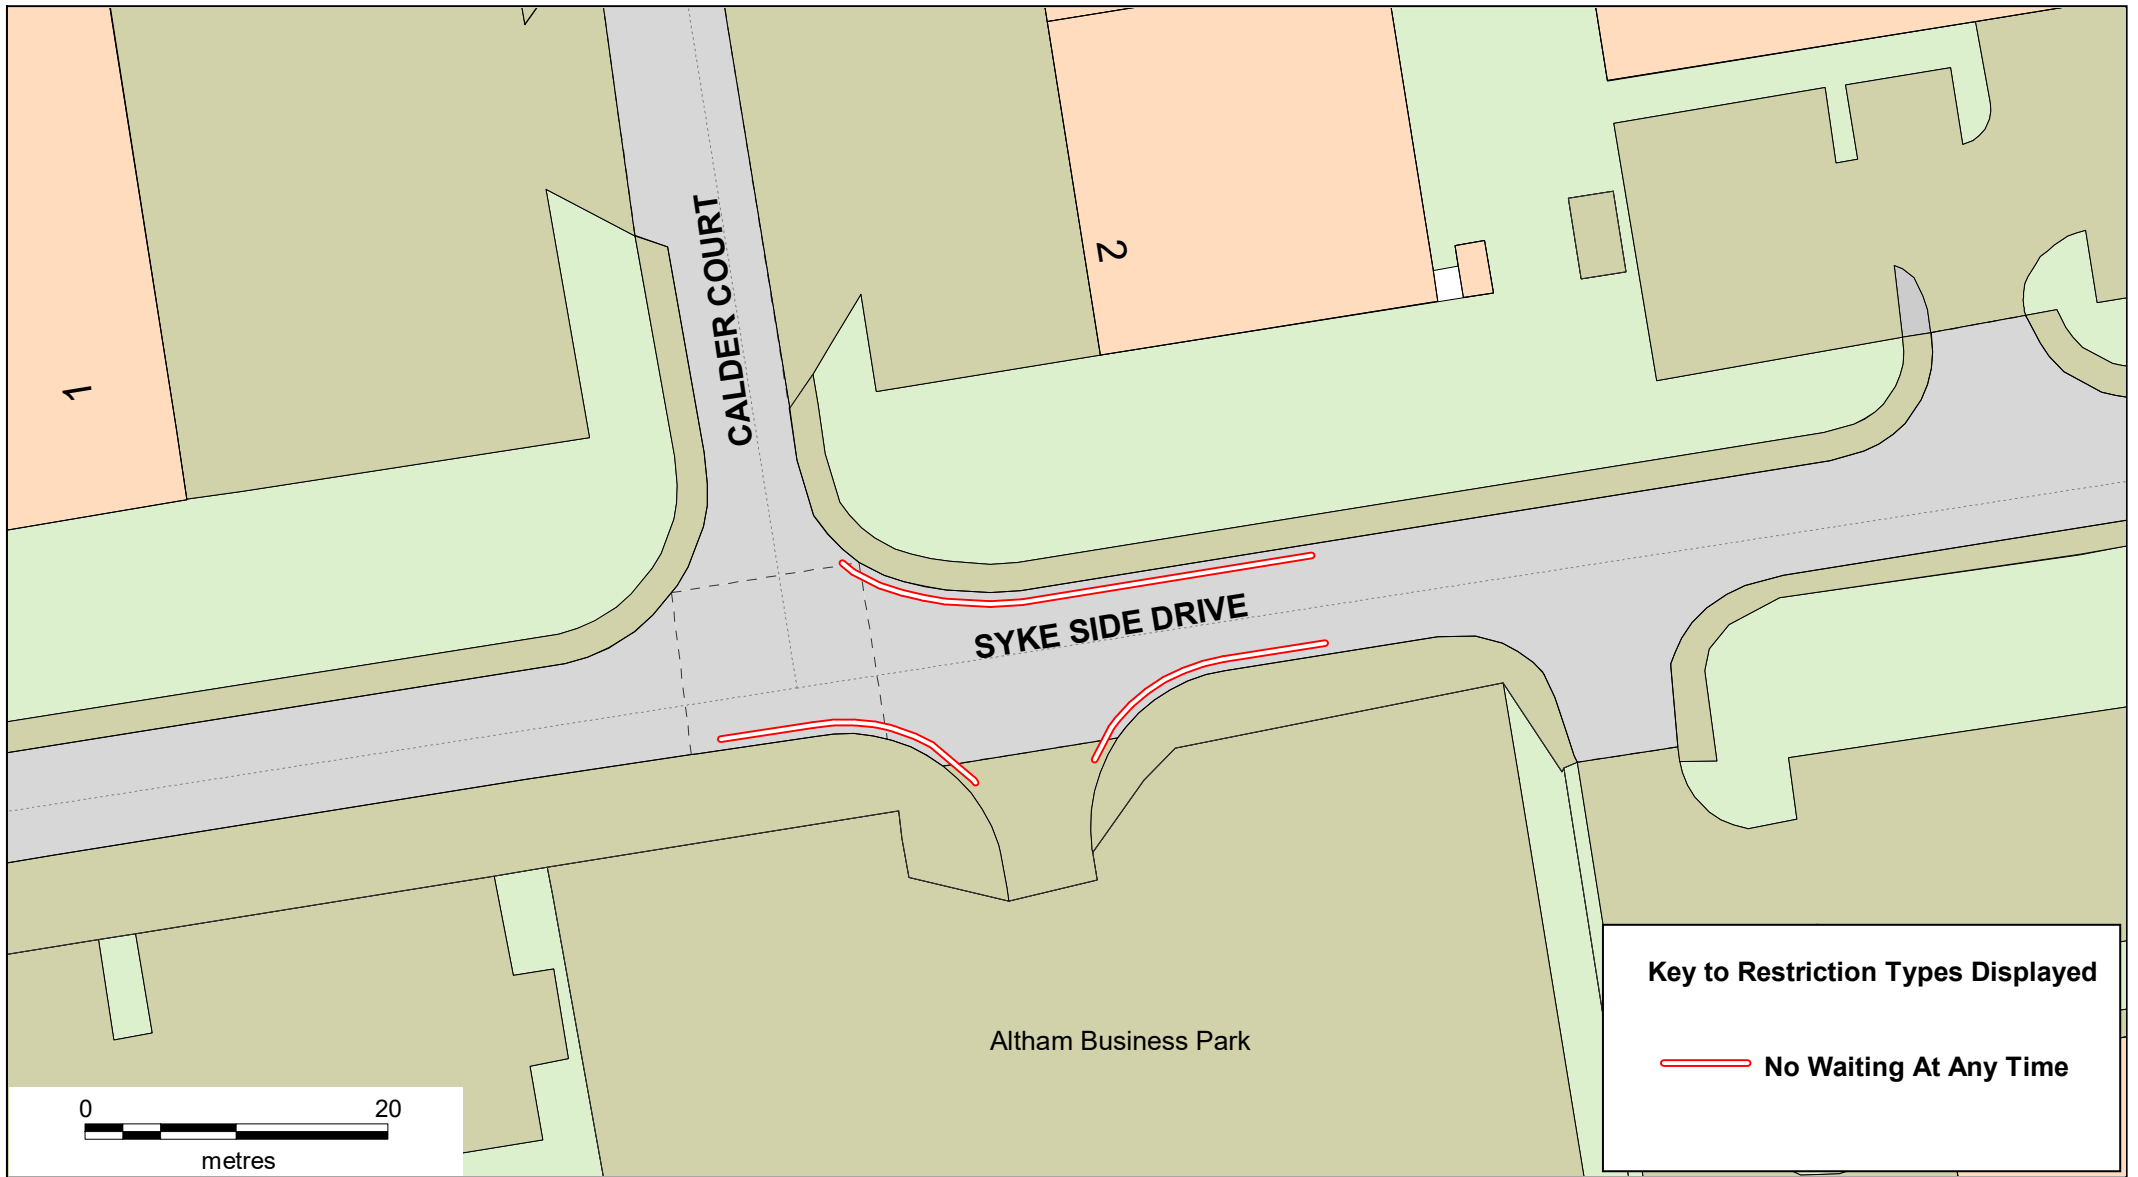 CALDER COURT
2
1
SYKE SIDE DRIVE
Key to Restriction Types Displayed
Altham Business Park
No Waiting At Any Time
0 20
metres